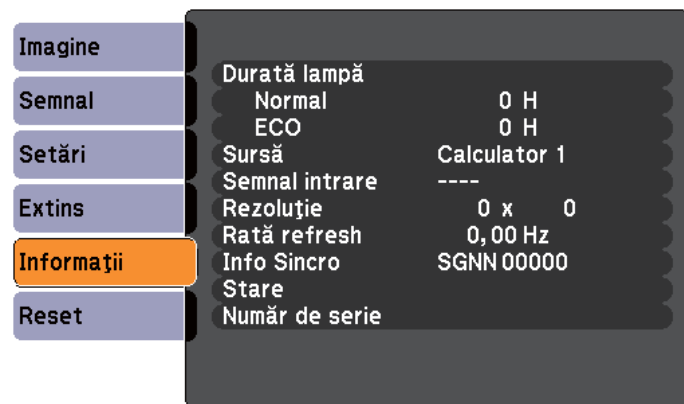 Imagine
Semnal
Setări
Extins
Informaţii
Reset
Durată lampă
Normal 0 H
ECO 0 H
Sursă Calculator 1
Semnal intrare ----
Rezoluţie 0 x 0
Rată refresh 0,00 Hz
Info Sincro SGNN 00000
Stare
Număr de serie